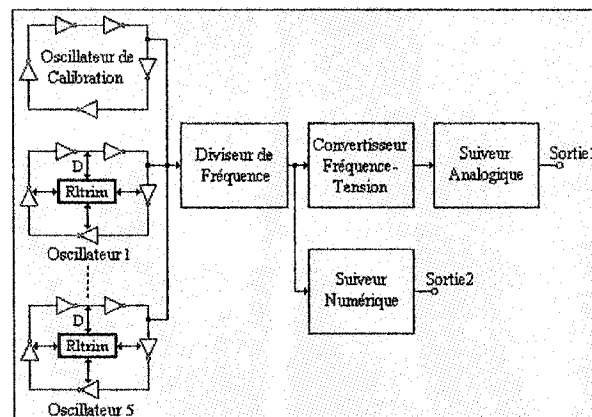 Oscillateur de
Calibration
D
Rltrim
Oscillateur 1
D
Rltrim
Oscillateur 5
Diviseur de
Fréquence
Convertisseur
Fréquence-
Tension
Suiveur
Analogique
Sortie1
Suiveur
Numérique
Sortie2